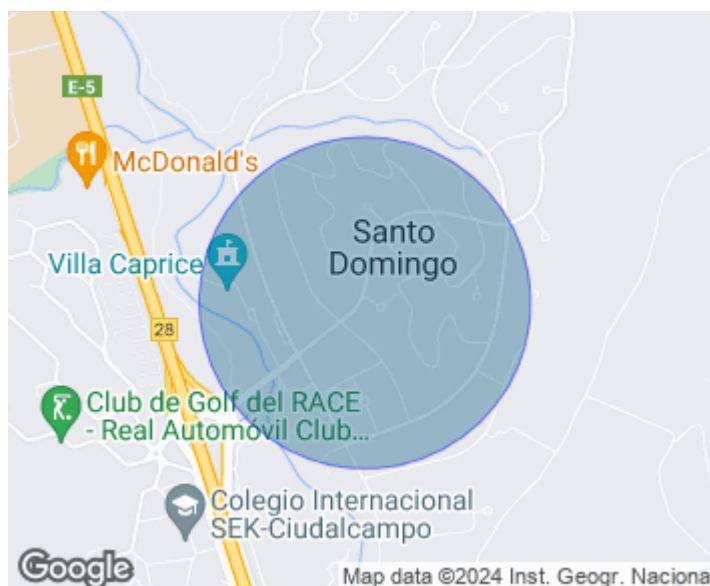 E-5
McDonald's
Santo
Domingo
Villa Caprice
28
Club de Golf del RACE
- Real Automóvil Club...
Colegio Internacional
SEK-Ciudalcampo
Google
Map data ©2024 Inst. Geogr. Naciona